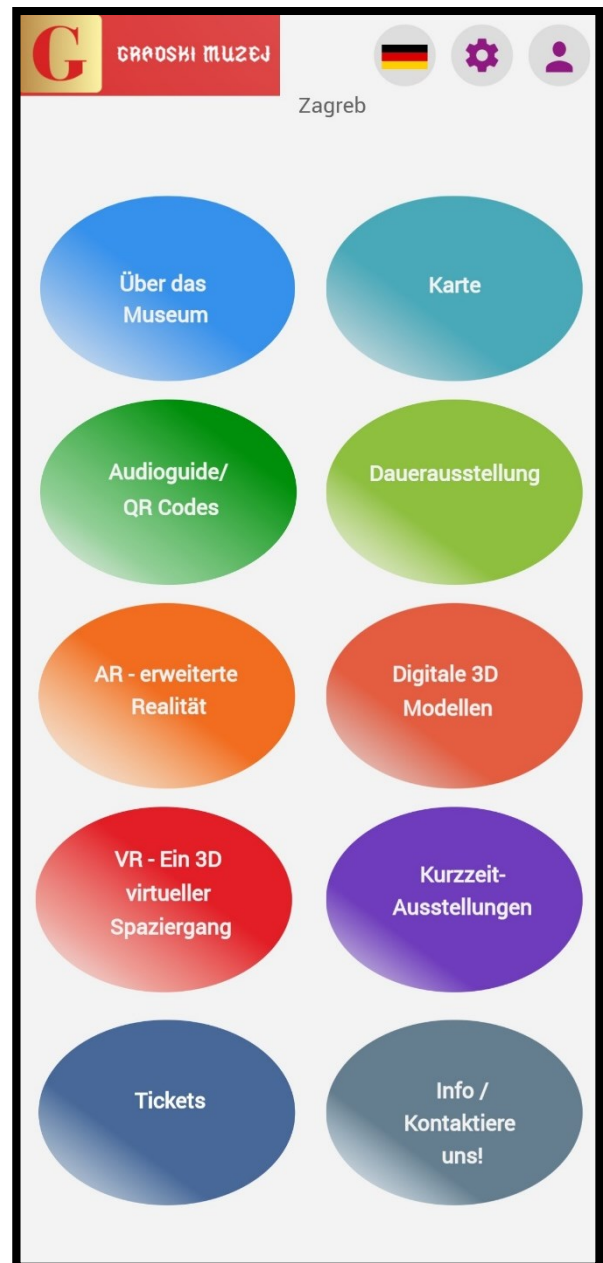 G GRADSKI MUZEJ
Zagreb
Über das
Museum
Karte
Audioguide/
QR Codes
Dauerausstellung
AR - erweiterte
Realität
Digitale 3D
Modellen
VR - Ein 3D
virtueller
Spaziergang
Kurzzeit-
Ausstellungen
Tickets
Info /
Kontaktiere
uns!